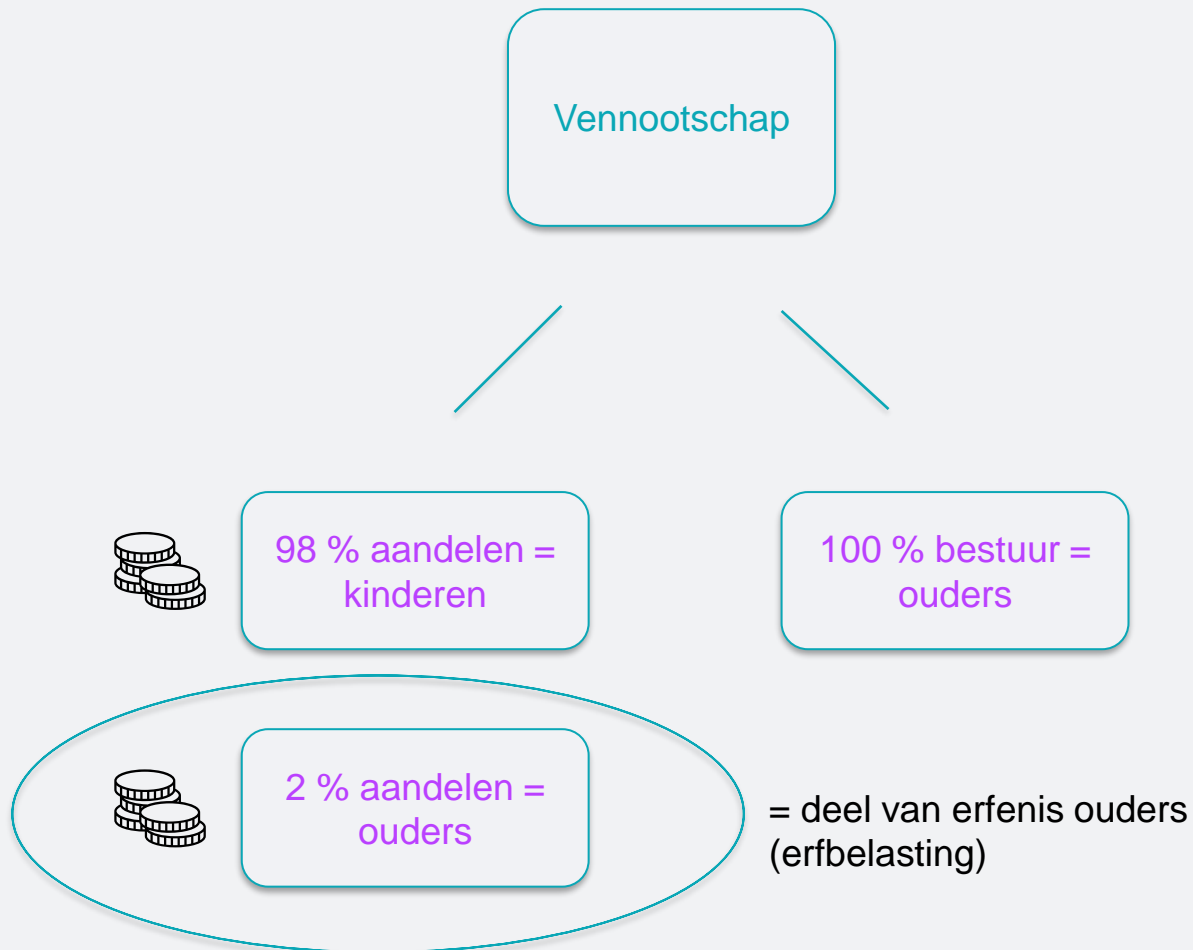 Vennootschap
98 % aandelen =
kinderen
100 % bestuur =
ouders
2 % aandelen =
ouders
= deel van erfenis ouders
(erfbelasting)